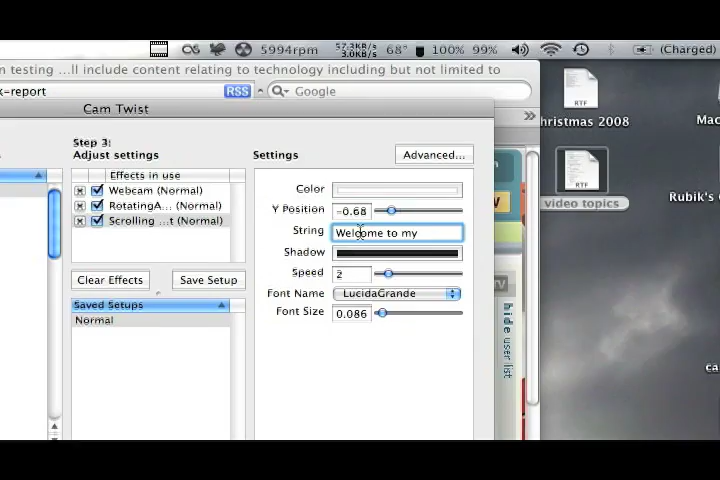 5994rpm 57.3KB/s 3.0KB/s 68° 100% 99% (Charged)
n testing ...ll include content relating to technology including but not limited to
x-report RSS Google
Cam Twist
Step 3:
Adjust settings
Settings
Advanced...
Effects in use
Webcam (Normal)
RotatingA... (Normal)
Scrolling ...t (Normal)
Color
Y Position -0.68
String Welcome to my
Shadow
Speed 2
Font Name LucidaGrande
Font Size 0.086
Clear Effects Save Setup
Saved Setups
Normal
hide user list
RTF
hristmas 2008
Mac
RTF
video topics
Rubik's
ca